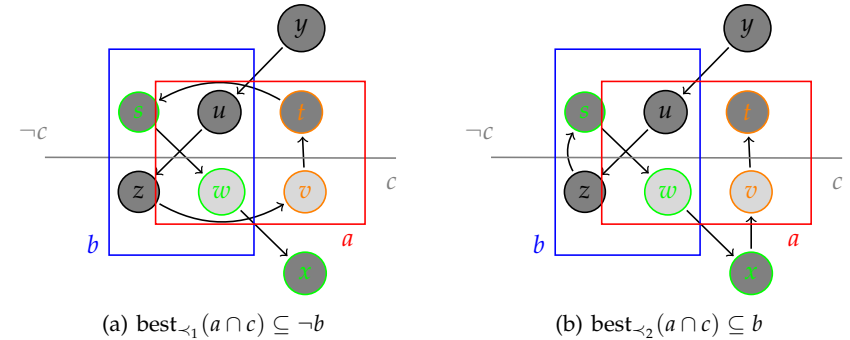 y y
s u t s u t
¬c ¬c
c c
z w v z w v
b a b a
x x
(a) best≺₁(a ∩ c) ⊆ ¬b (b) best≺₂(a ∩ c) ⊆ b